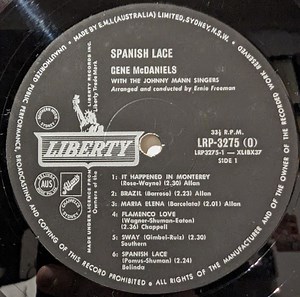 MADE BY E.M.I. (AUSTRALIA) LIMITED, SYDNEY, N.S.W.
SPANISH LACE
GENE McDANIELS
WITH THE JOHNNY MANN SINGERS
Arranged and conducted by Ernie Freeman
33⅓ R.P.M.
LRP-3275 (0)
LRP3275-1 — XLIBX37
SIDE 1
LIBERTY
AUS
1: IT HAPPENED IN MONTEREY
(Rose-Wayne) (2.30) Allan
2: BRAZIL (Barroso) (2.23) Allan
3: MARIA ELENA (Barcelata) (2.01) Allan
4: FLAMENCO LOVE
(Wagner-Shuman-Eaton)
(2.36) Chappell
5: SWAY (Gimbel-Ruiz) (2.30)
Southern
6: SPANISH LACE
(Pomus-Shuman) (2.24)
Belinda
ALL RIGHTS OF THE MANUFACTURER AND OF THE OWNER OF THE RECORDED WORK RESERVED
UNAUTHORISED PUBLIC PERFORMANCE, BROADCASTING AND COPYING OF THIS RECORD PROHIBITED